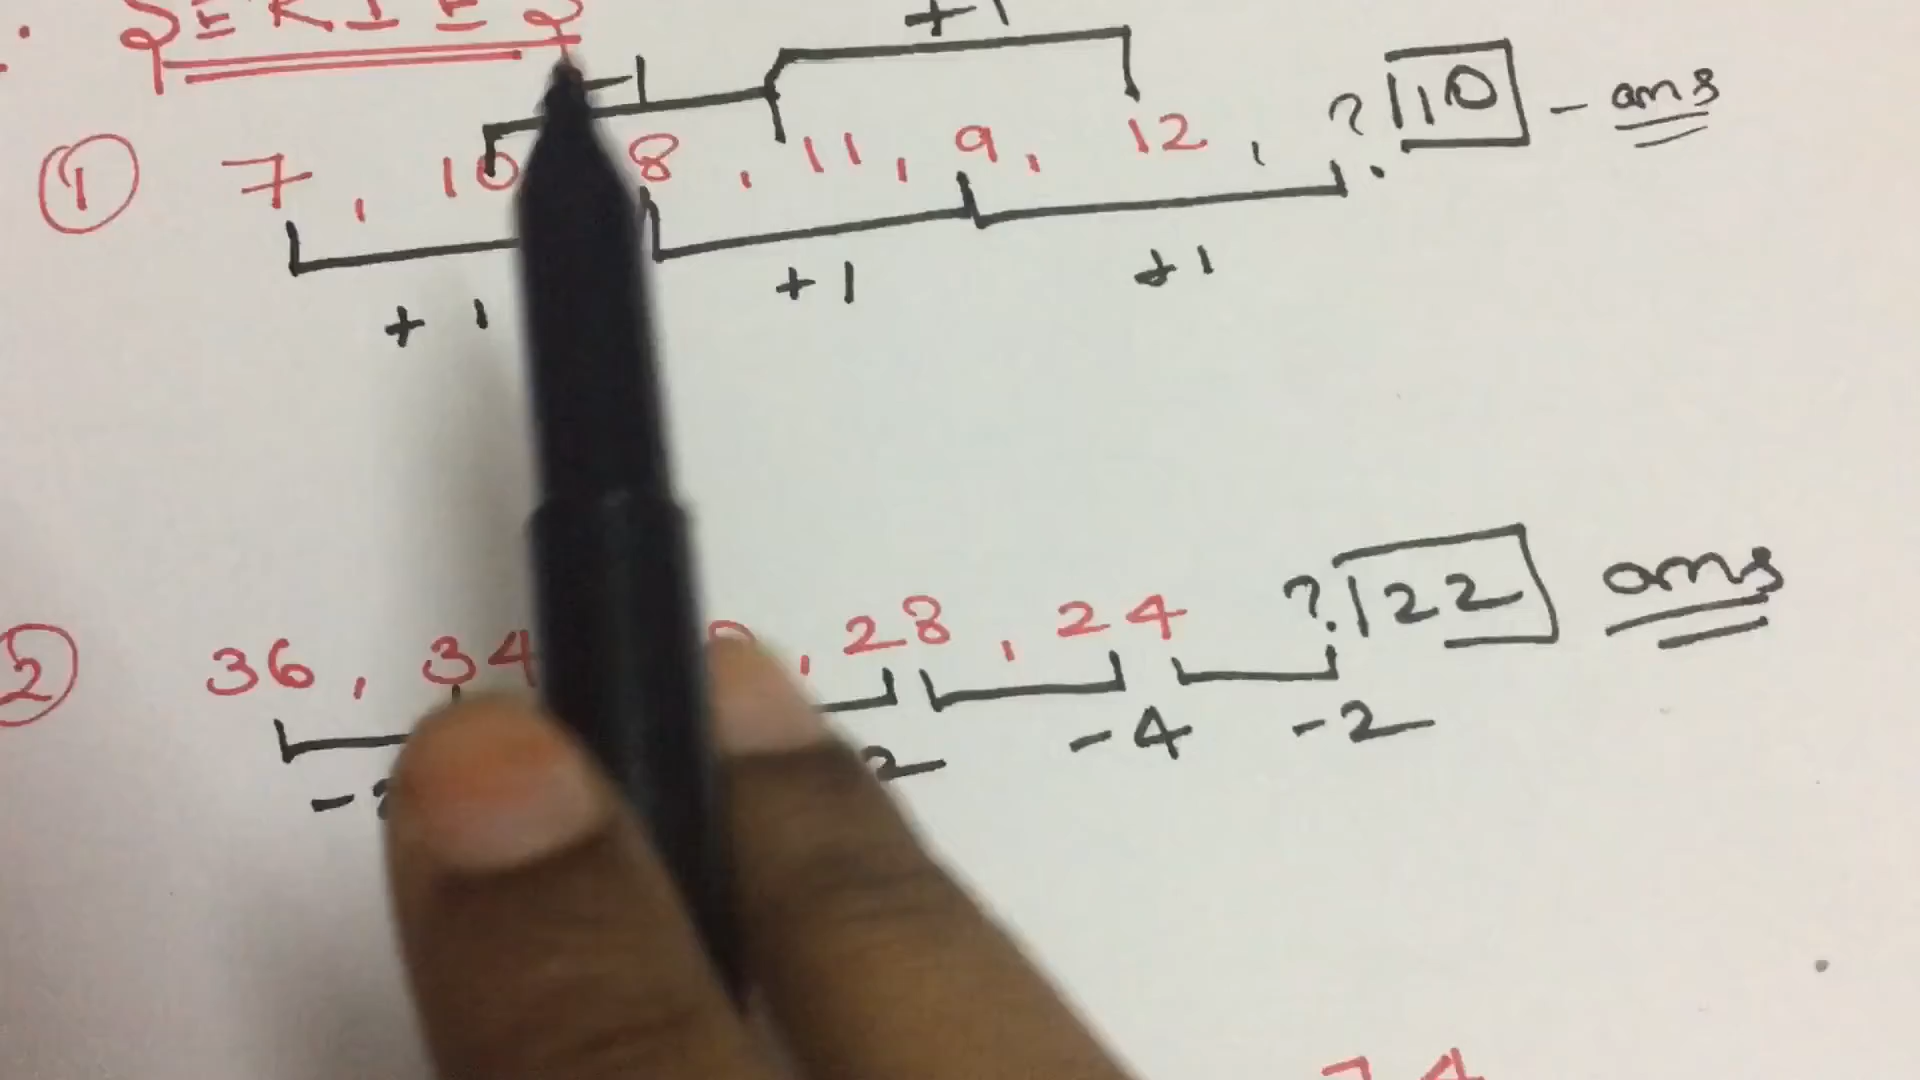 SERIES
+1
① 7, 10 8, 11, 9, 12, ? 10 - ans
+1 +1 +1
② 36, 34 , 28, 24 ? 22 ans
- -4 -2